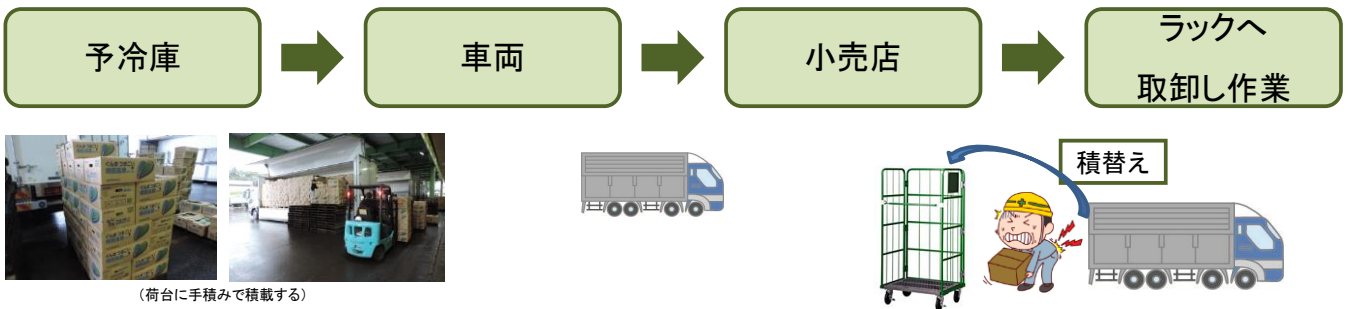 予冷庫
車両
小売店
ラックへ
取卸し作業
積替え
(荷台に手積みで積載する)